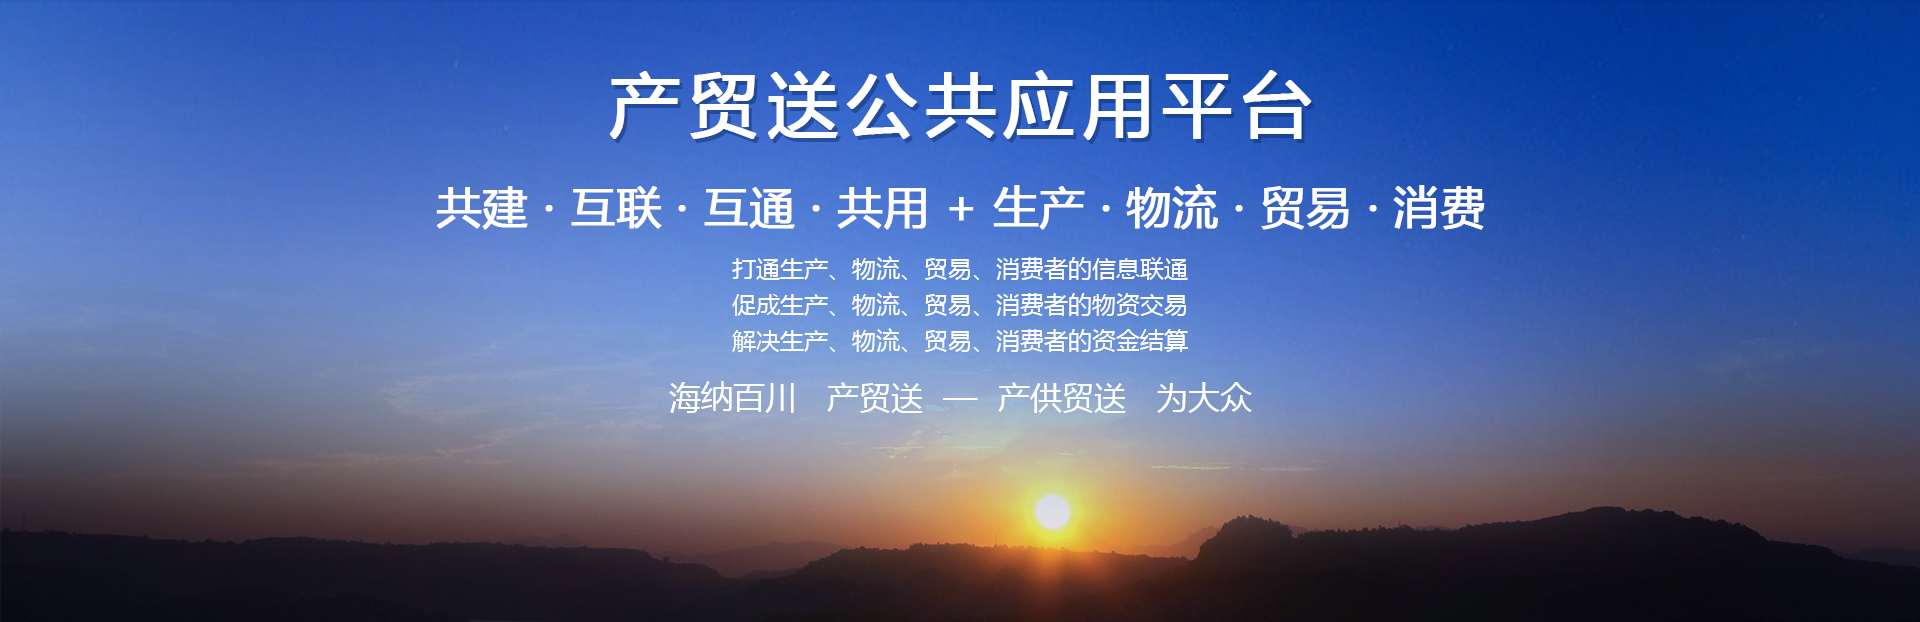 产贸送公共应用平台
共建·互联·互通·共用 + 生产·物流·贸易·消费
打通生产、物流、贸易、消费者的信息联通
促成生产、物流、贸易、消费者的物资交易
解决生产、物流、贸易、消费者的资金结算
海纳百川 产贸送 — 产供贸送 为大众